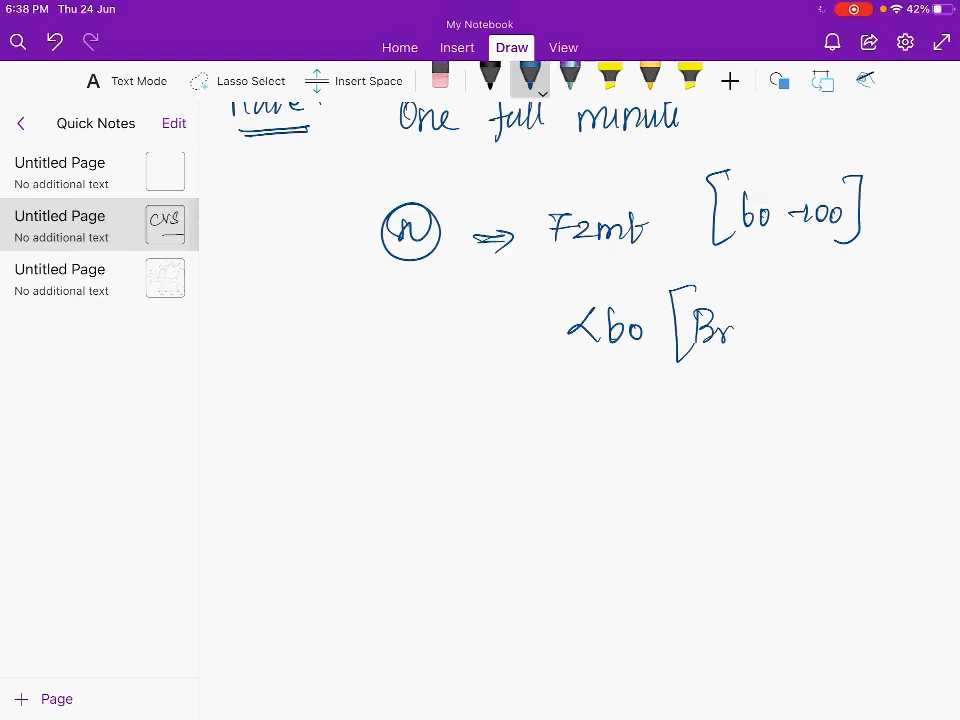 6:38 PM Thu 24 Jun 42%
My Notebook
Home Insert Draw View
A Text Mode Lasso Select Insert Space
Quick Notes Edit
Untitled Page
No additional text
Untitled Page
No additional text
CNS
Untitled Page
No additional text
Page
One full minute
N ⇒ 72mt [60-100]
<60 [Br